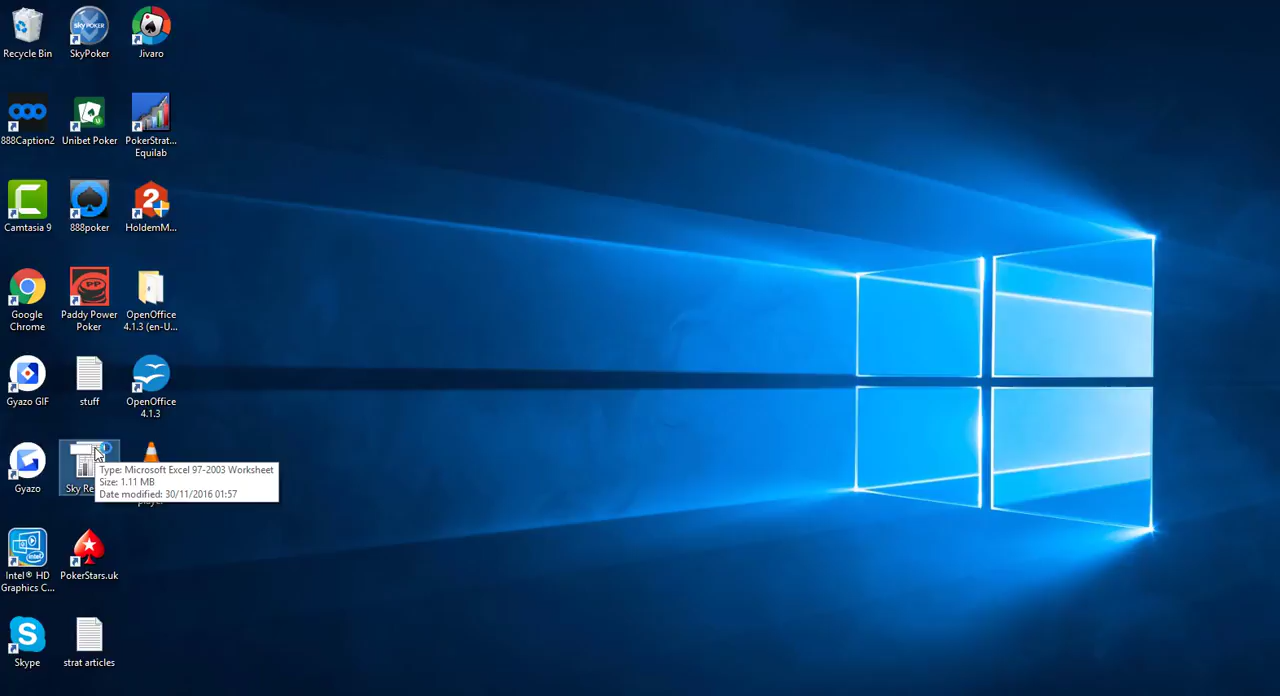 Recycle Bin
SKY POKER
SkyPoker
Jivaro
888Caption2
Unibet Poker
PokerStrat...
Equilab
Camtasia 9
888poker
HoldemM...
Google
Chrome
PP
Paddy Power
Poker
OpenOffice
4.1.3 (en-U...
Gyazo GIF
stuff
OpenOffice
4.1.3
Gyazo
Sky
Type: Microsoft Excel 97-2003 Worksheet
Size: 1.11 MB
Date modified: 30/11/2016 01:57
Intel® HD
Graphics C...
PokerStars.uk
Skype
strat articles